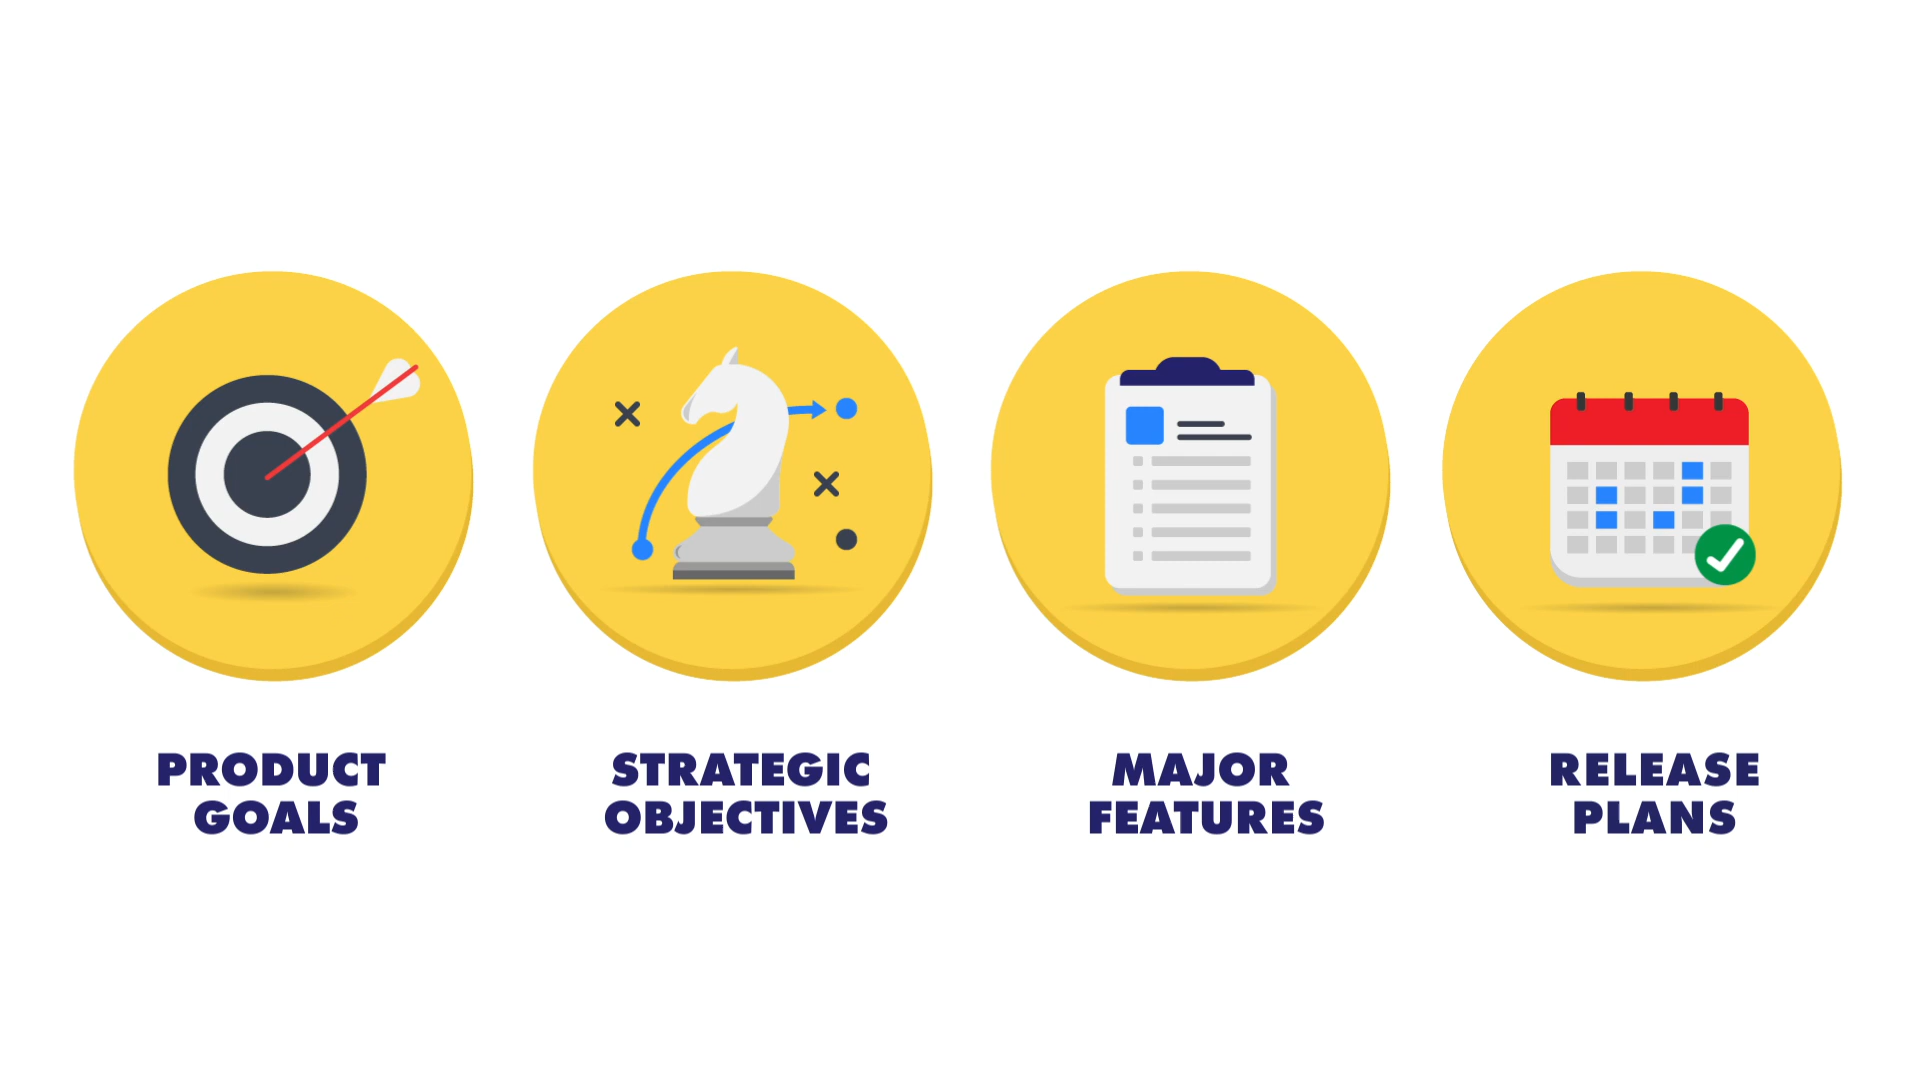 PRODUCT
GOALS
STRATEGIC
OBJECTIVES
MAJOR
FEATURES
RELEASE
PLANS